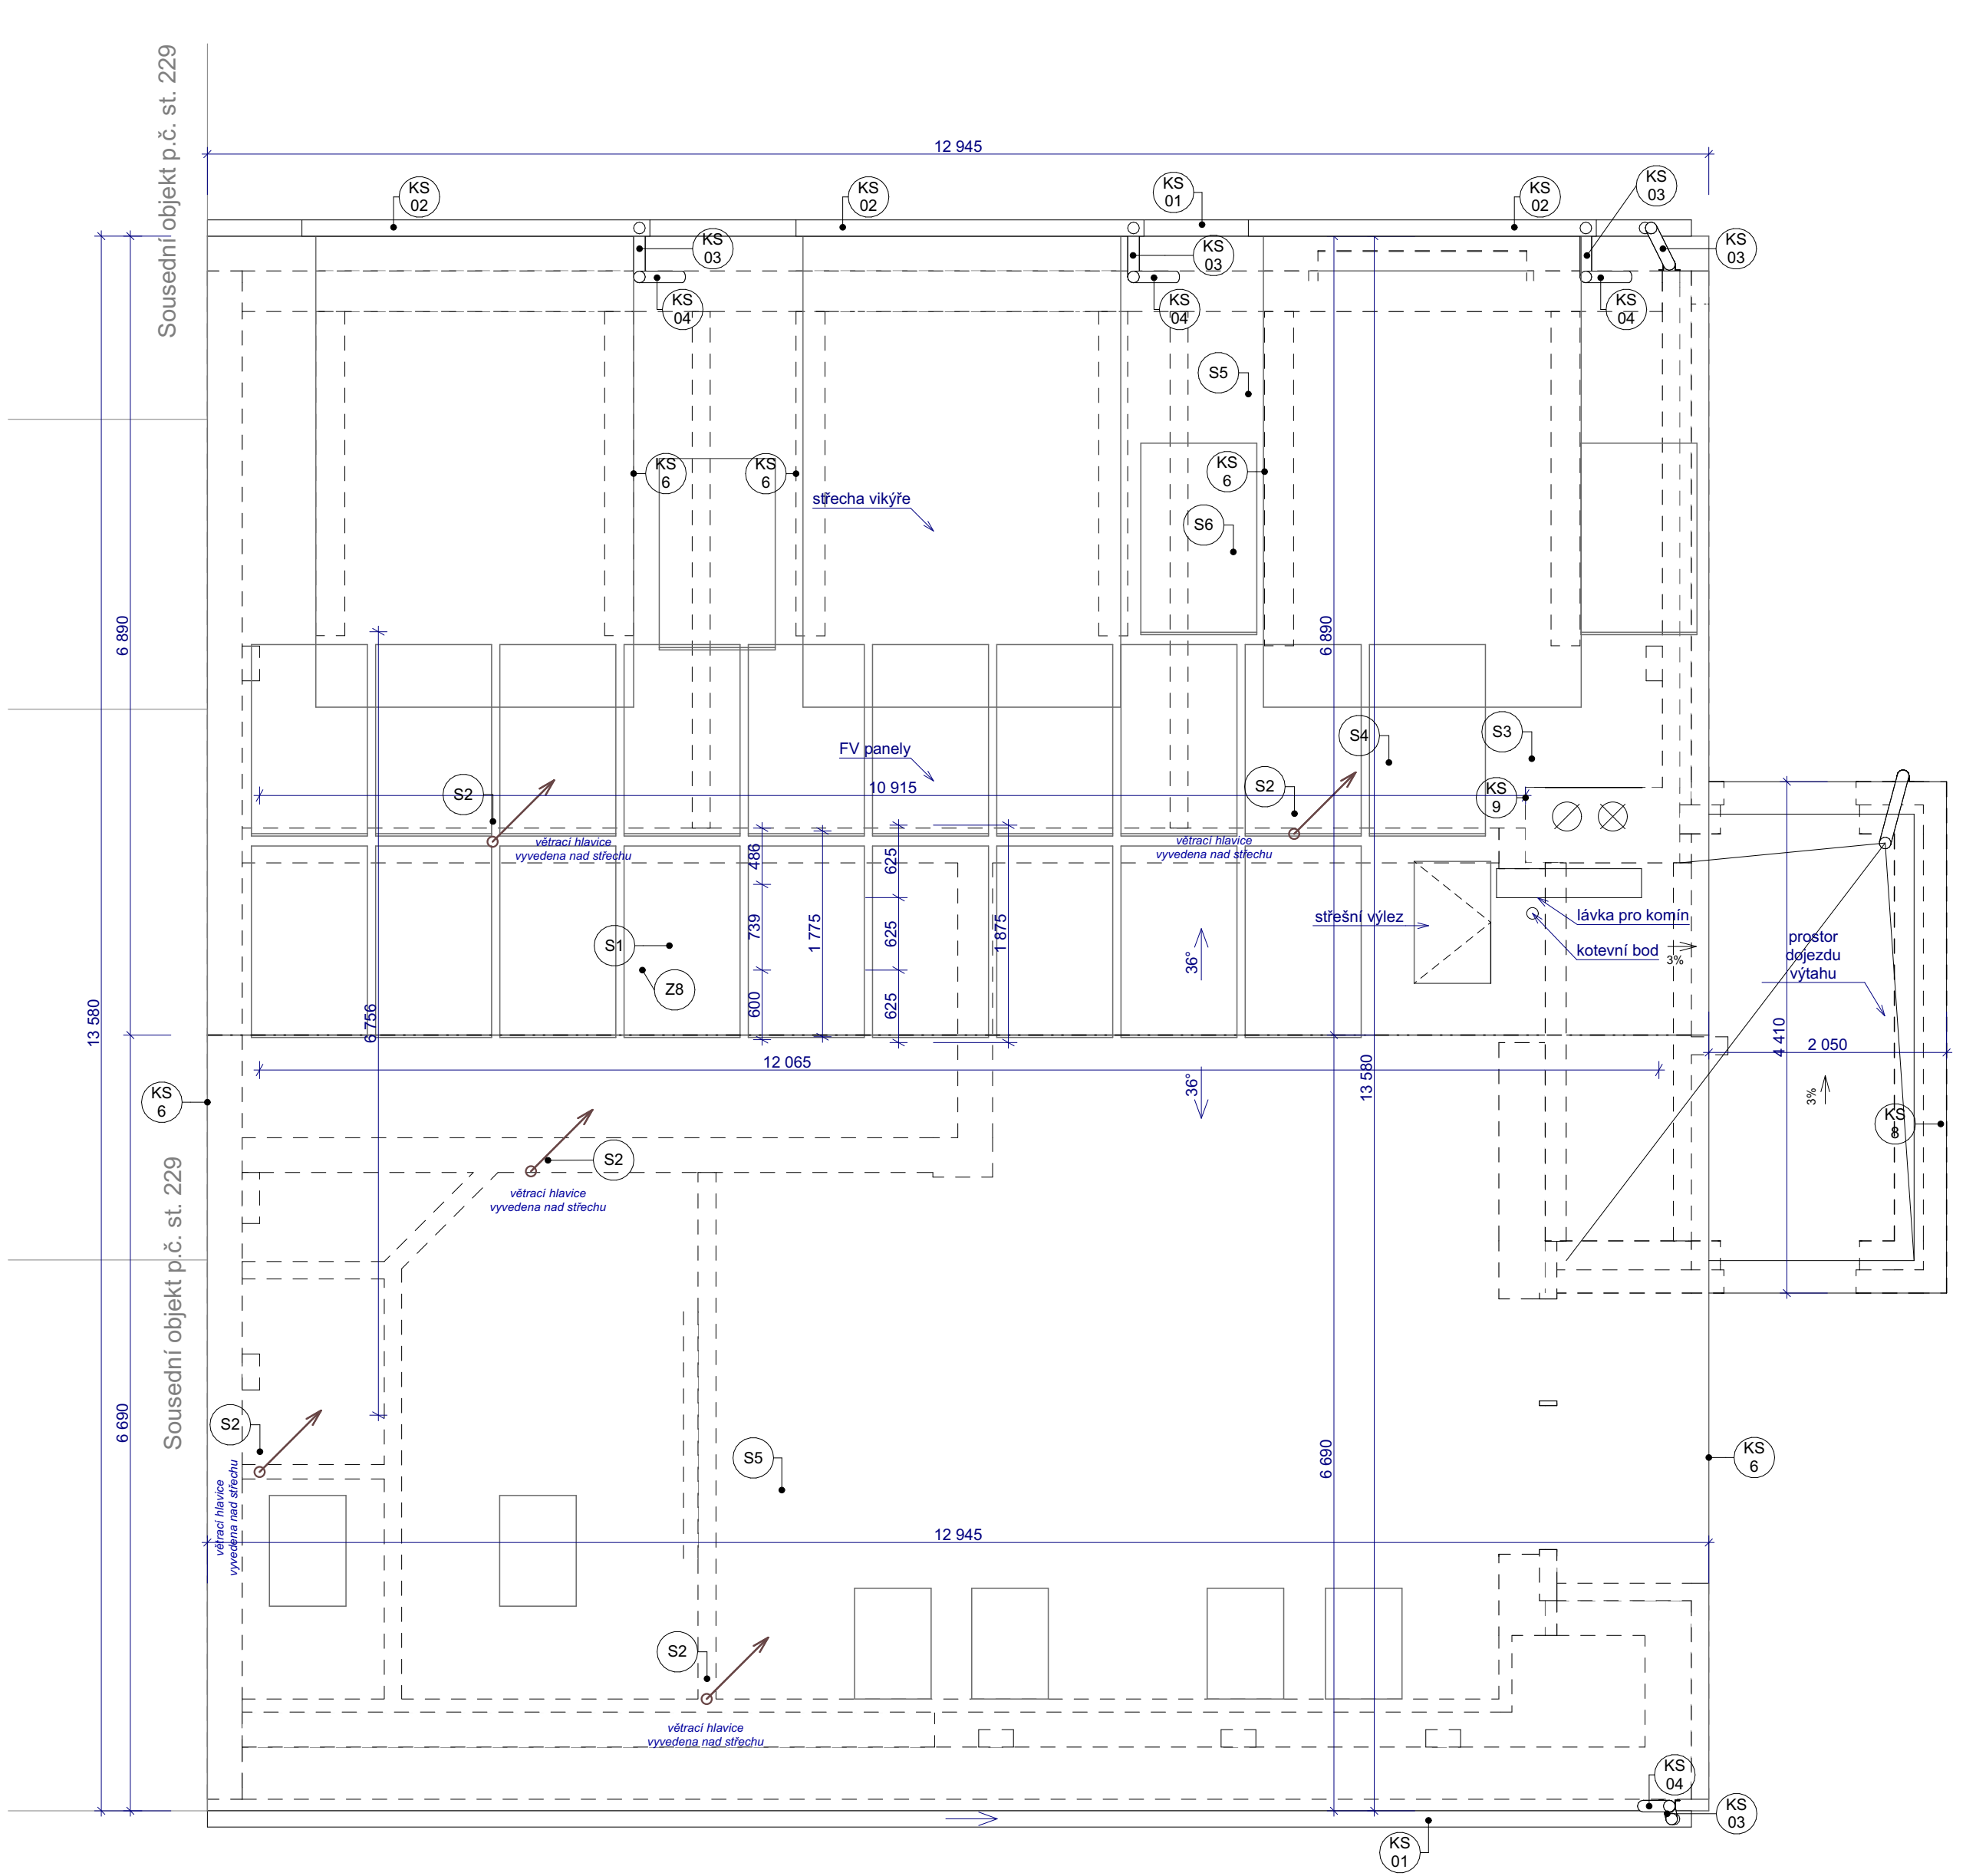 Sousední objekt p.č. st. 229
12 945
KS
02
KS
02
KS
01
KS
02
KS
03
KS
03
KS
03
KS
03
KS
04
KS
04
KS
04
S5
KS
6
KS
6
KS
6
střecha vikýře
S6
6 890
6 890
FV panely
10 915
S2
S2
S4
S3
KS
9
větrací hlavice
vyvedena nad střechu
větrací hlavice
vyvedena nad střechu
486
739
600
1 775
625
625
625
1 875
S1
Z8
36°
střešní výlez
lávka pro komín
kotevní bod
3%
prostor
dojezdu
výtahu
13 580
6 756
12 065
36°
13 580
4 410
2 050
3%
KS
8
KS
6
S2
větrací hlavice
vyvedena nad střechu
Sousední objekt p.č. st. 229
6 690
S2
větrací hlavice
vyvedena nad střechu
S5
6 690
KS
6
12 945
S2
větrací hlavice
vyvedena nad střechu
KS
04
KS
03
KS
01